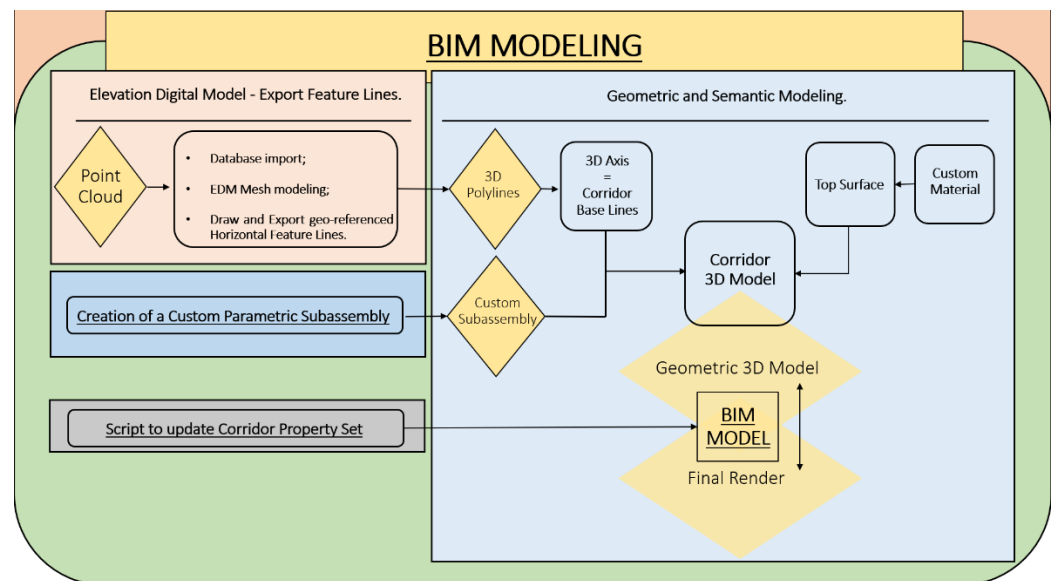 BIM MODELING
Elevation Digital Model - Export Feature Lines.
Point
Cloud
• Database import;
• EDM Mesh modeling;
• Draw and Export geo-referenced
Horizontal Feature Lines.
Creation of a Custom Parametric Subassembly
Script to update Corridor Property Set
Geometric and Semantic Modeling.
3D
Polylines
3D Axis
=
Corridor
Base Lines
Top Surface
Custom
Material
Corridor
3D Model
Custom
Subassembly
Geometric 3D Model
BIM
MODEL
Final Render